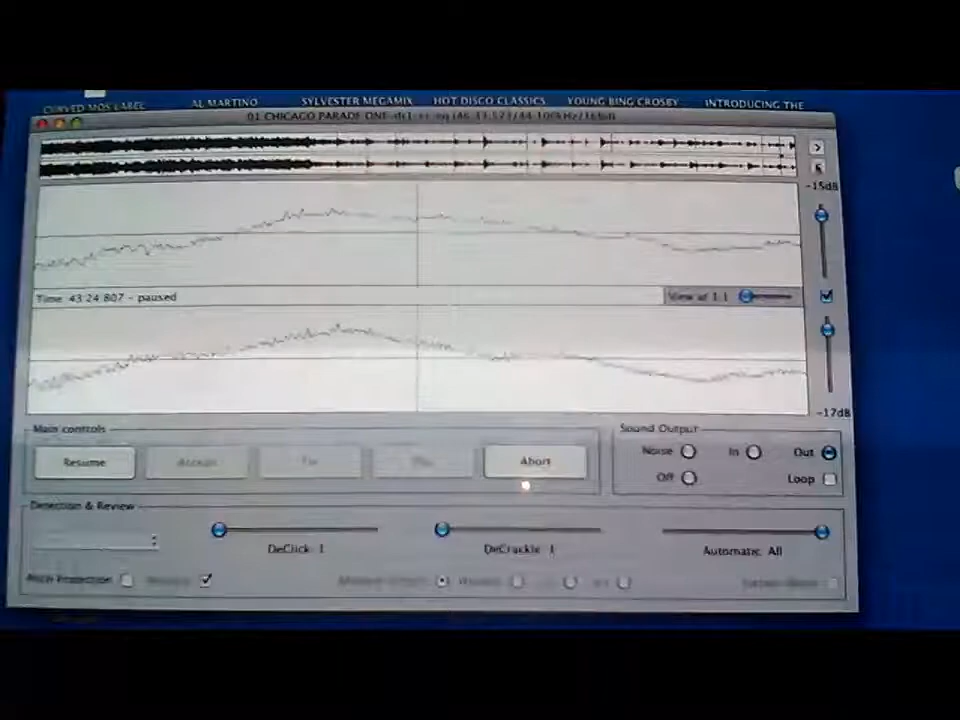 CURVED MOS LABEL
AL MARTINO
SYLVESTER MEGAMIX
HOT DISCO CLASSICS
YOUNG BING CROSBY
INTRODUCING THE
01 CHICAGO PARADE ONE
-15dB
Time 43 24 807 - paused
View at 1:1
-17dB
Main controls
Resume
Abort
Sound Output
Noise
In
Out
Off
Loop
Detection & Review
DeClick 1
DeCrackle 1
Automatic All
Protection